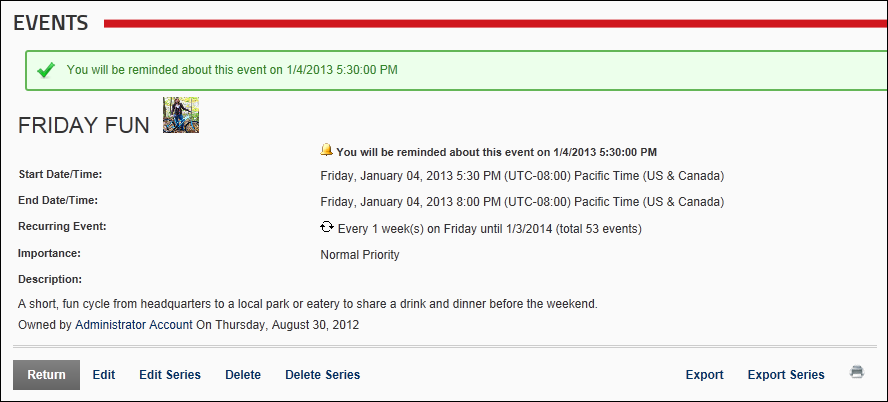 EVENTS
You will be reminded about this event on 1/4/2013 5:30:00 PM
FRIDAY FUN
You will be reminded about this event on 1/4/2013 5:30:00 PM
Start Date/Time: Friday, January 04, 2013 5:30 PM (UTC-08:00) Pacific Time (US & Canada)
End Date/Time: Friday, January 04, 2013 8:00 PM (UTC-08:00) Pacific Time (US & Canada)
Recurring Event: Every 1 week(s) on Friday until 1/3/2014 (total 53 events)
Importance: Normal Priority
Description:
A short, fun cycle from headquarters to a local park or eatery to share a drink and dinner before the weekend.
Owned by Administrator Account On Thursday, August 30, 2012
Return Edit Edit Series Delete Delete Series Export Export Series